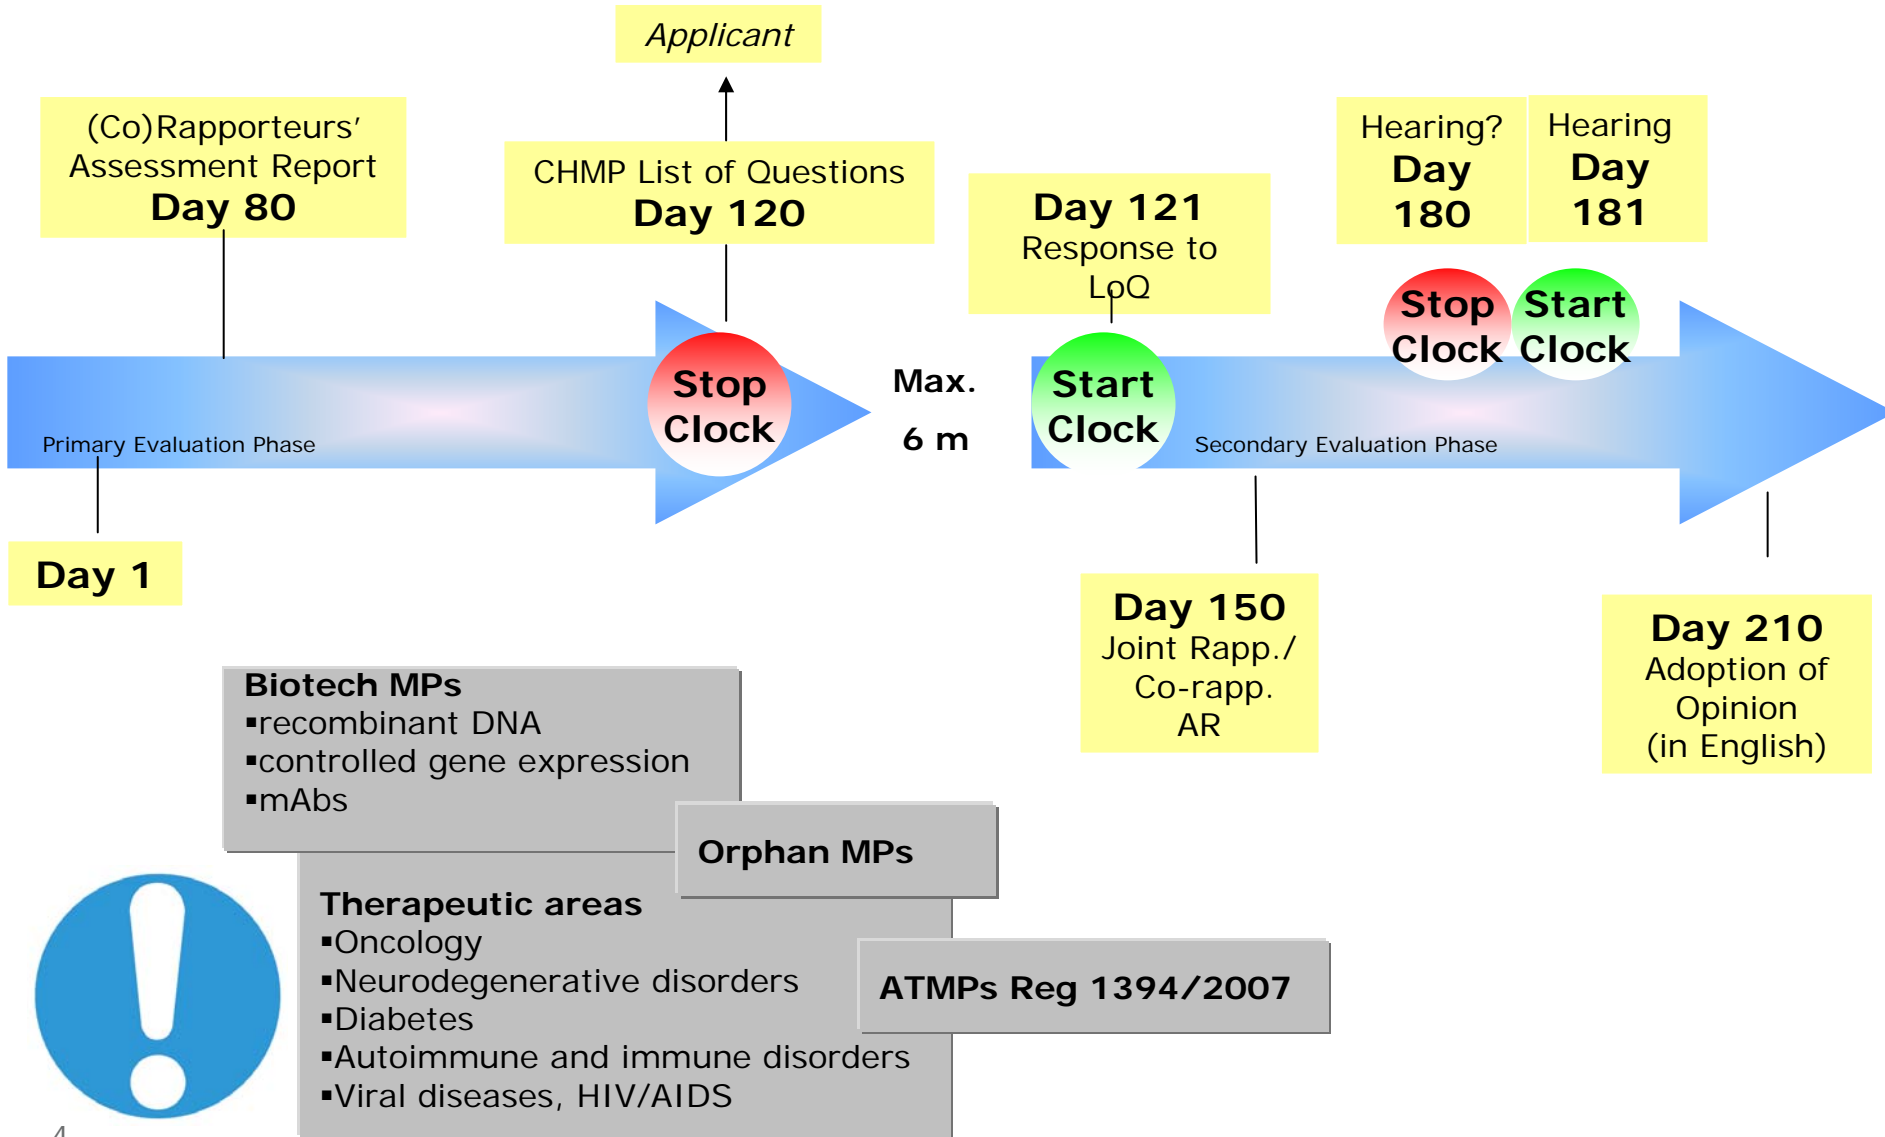 Applicant
(Co)Rapporteurs’
Assessment Report
Day 80
CHMP List of Questions
Day 120
Day 121
Response to
LoQ
Hearing?
Day
180
Hearing
Day
181
Stop
Clock
Max.
6 m
Start
Clock
Stop
Clock
Start
Clock
Primary Evaluation Phase
Secondary Evaluation Phase
Day 1
Day 150
Joint Rapp./
Co-rapp.
AR
Day 210
Adoption of
Opinion
(in English)
Biotech MPs
▪recombinant DNA
▪controlled gene expression
▪mAbs
Orphan MPs
Therapeutic areas
▪Oncology
▪Neurodegenerative disorders
▪Diabetes
▪Autoimmune and immune disorders
▪Viral diseases, HIV/AIDS
ATMPs Reg 1394/2007
4